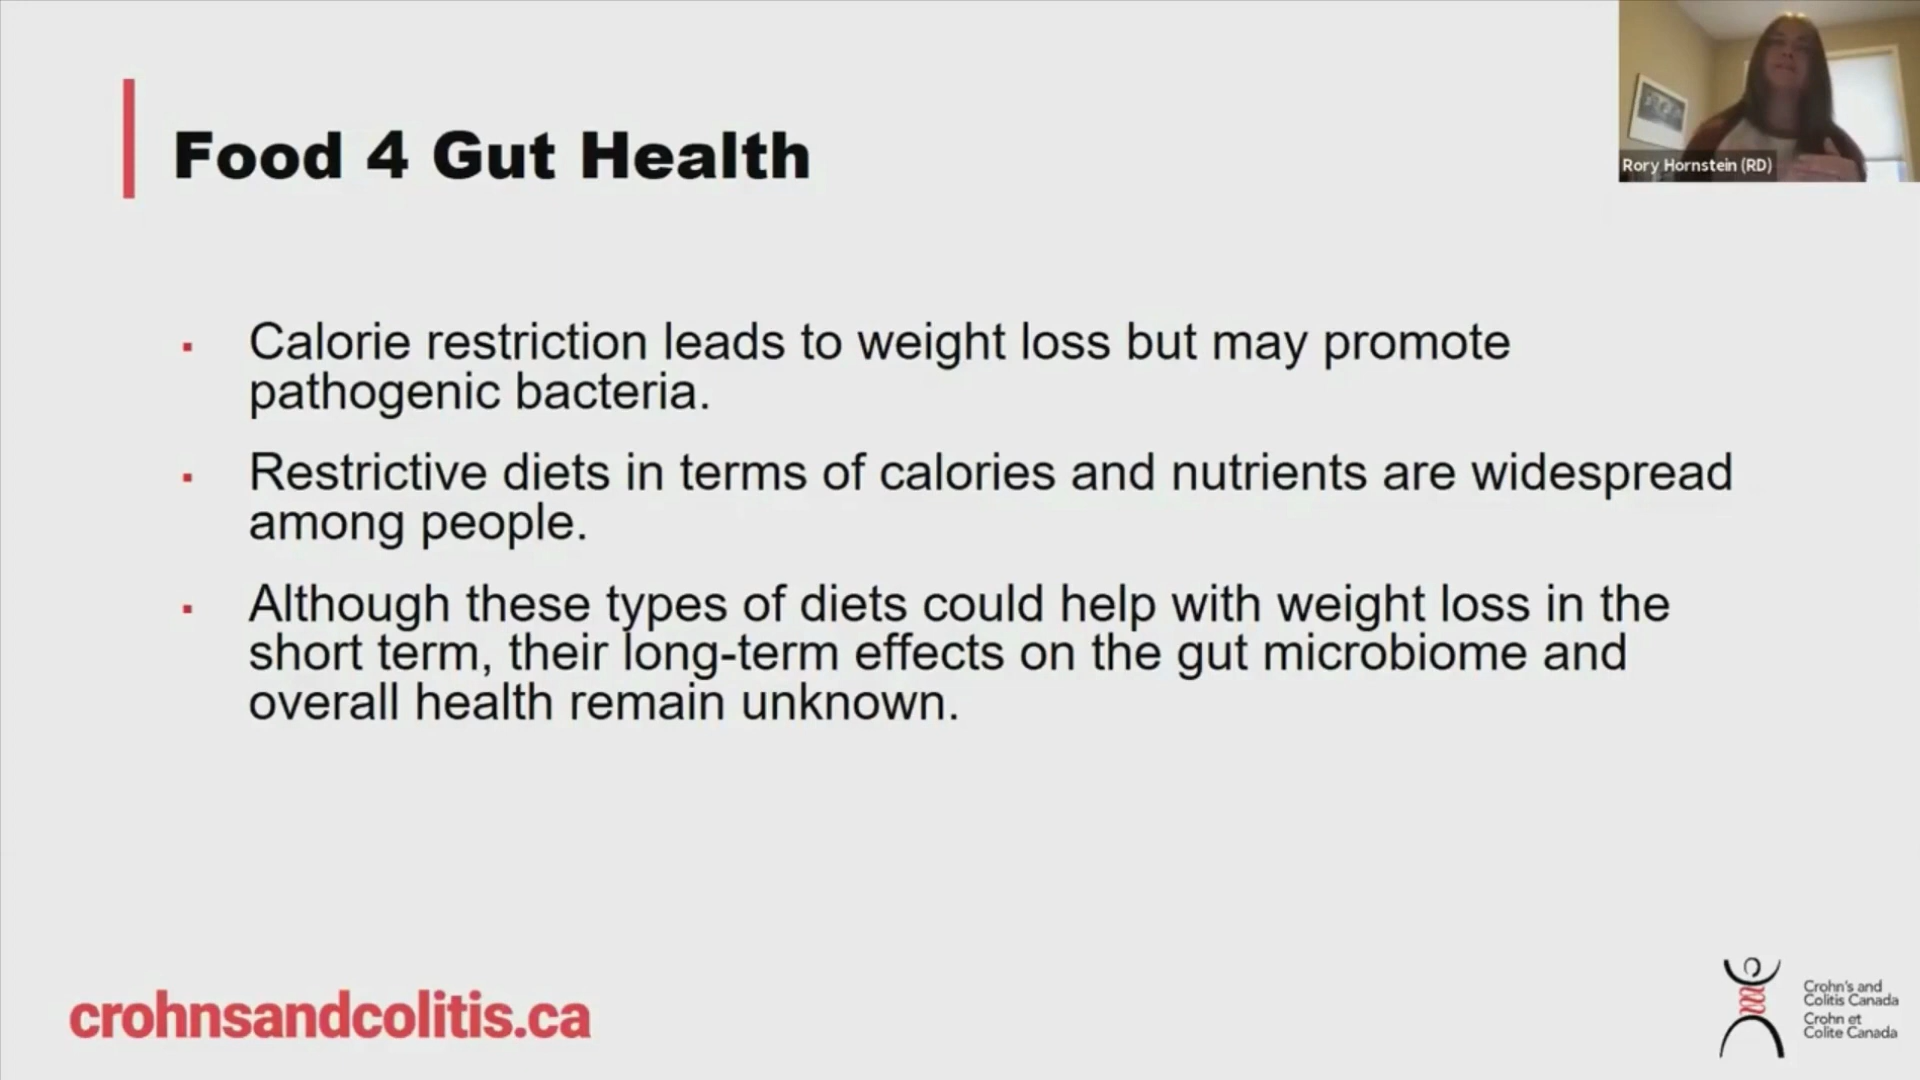 Food 4 Gut Health
Rory Hornstein (RD)
Calorie restriction leads to weight loss but may promote
pathogenic bacteria.
Restrictive diets in terms of calories and nutrients are widespread
among people.
Although these types of diets could help with weight loss in the
short term, their long-term effects on the gut microbiome and
overall health remain unknown.
crohnsandcolitis.ca
Crohn's and
Colitis Canada
Crohn et
Colite Canada